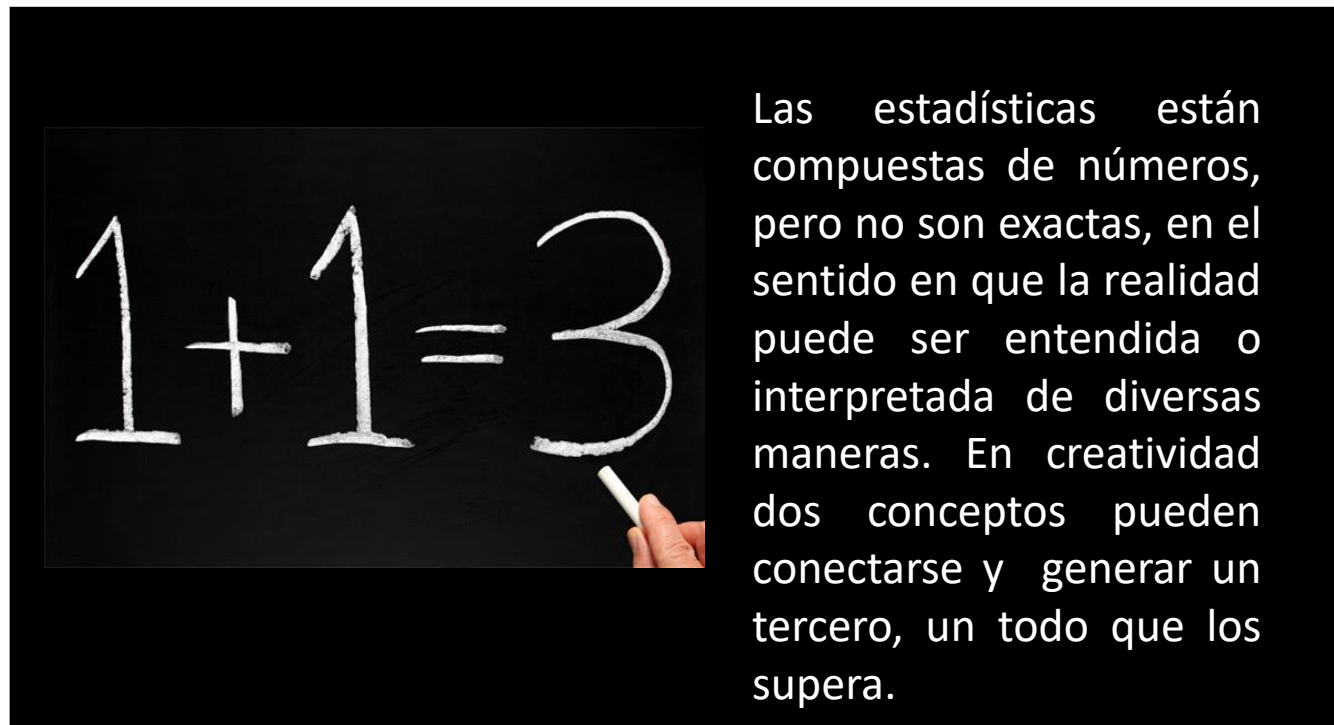 1+1=3
Las estadísticas están
compuestas de números,
pero no son exactas, en el
sentido en que la realidad
puede ser entendida o
interpretada de diversas
maneras. En creatividad
dos conceptos pueden
conectarse y generar un
tercero, un todo que los
supera.